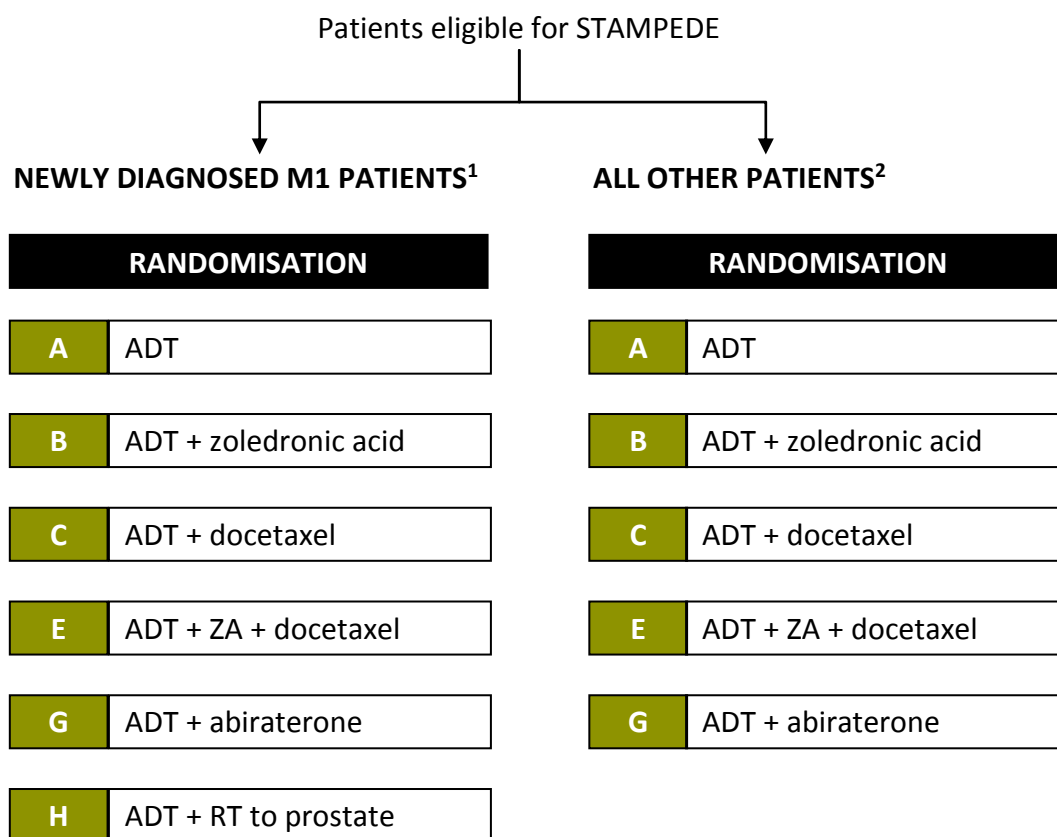 Patients eligible for STAMPEDE
NEWLY DIAGNOSED M1 PATIENTS¹
RANDOMISATION
A ADT
B ADT + zoledronic acid
C ADT + docetaxel
E ADT + ZA + docetaxel
G ADT + abiraterone
H ADT + RT to prostate
ALL OTHER PATIENTS²
RANDOMISATION
A ADT
B ADT + zoledronic acid
C ADT + docetaxel
E ADT + ZA + docetaxel
G ADT + abiraterone